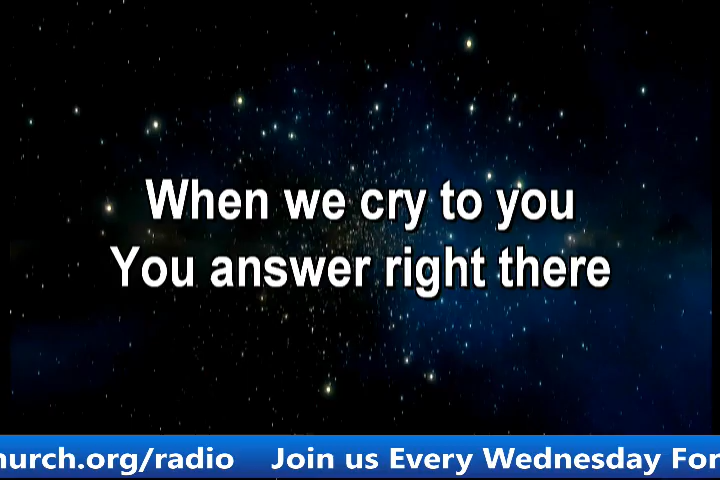 When we cry to you
You answer right there
hurch.org/radio Join us Every Wednesday For